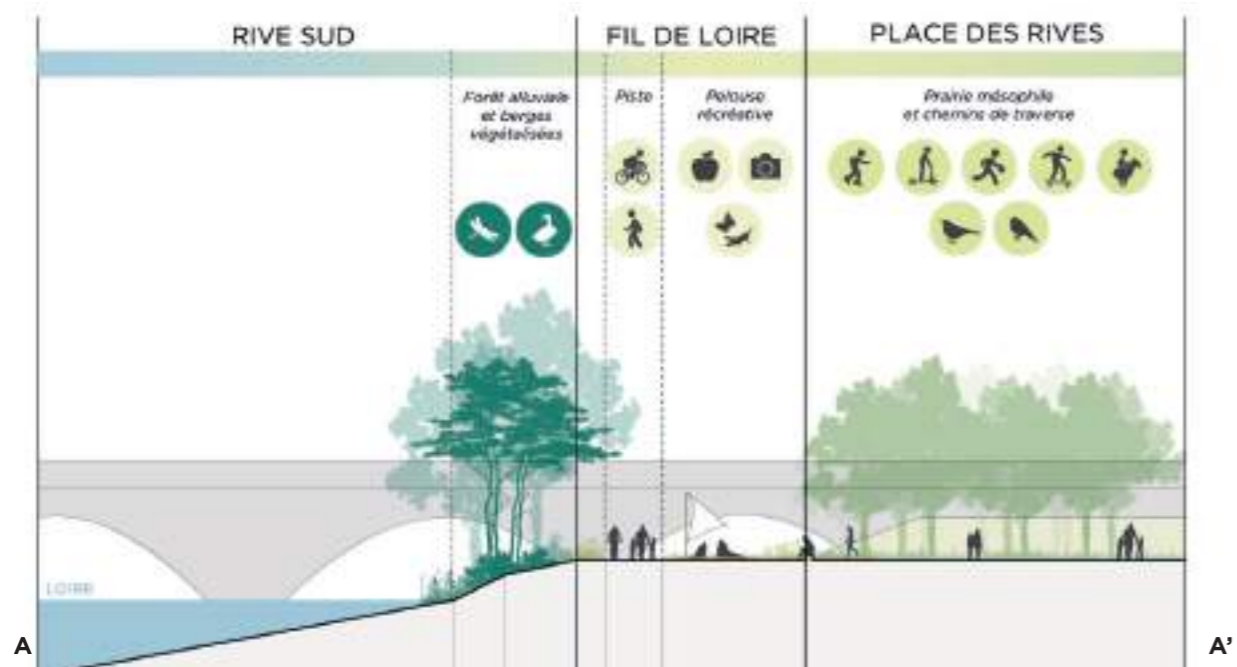 RIVE SUD
FIL DE LOIRE
PLACE DES RIVES
Forêt alluviale
et berges
végétalisées
Piste
Pelouse
récréative
Prairie mésophile
et chemins de traverse
LOIRE
A
A'